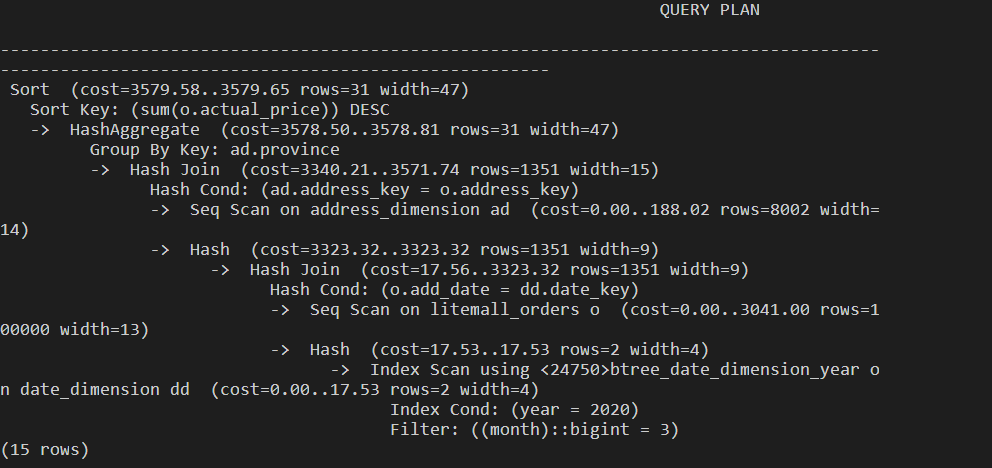 QUERY PLAN
----------------------------------------------------------------------------------------
-------------------------------------------------------
Sort  (cost=3579.58..3579.65 rows=31 width=47)
  Sort Key: (sum(o.actual_price)) DESC
  ->  HashAggregate  (cost=3578.50..3578.81 rows=31 width=47)
        Group By Key: ad.province
        ->  Hash Join  (cost=3340.21..3571.74 rows=1351 width=15)
              Hash Cond: (ad.address_key = o.address_key)
              ->  Seq Scan on address_dimension ad  (cost=0.00..188.02 rows=8002 width=
14)
              ->  Hash  (cost=3323.32..3323.32 rows=1351 width=9)
                    ->  Hash Join  (cost=17.56..3323.32 rows=1351 width=9)
                          Hash Cond: (o.add_date = dd.date_key)
                          ->  Seq Scan on litemall_orders o  (cost=0.00..3041.00 rows=1
00000 width=13)
                          ->  Hash  (cost=17.53..17.53 rows=2 width=4)
                                ->  Index Scan using <24750>btree_date_dimension_year o
n date_dimension dd  (cost=0.00..17.53 rows=2 width=4)
                                      Index Cond: (year = 2020)
                                      Filter: ((month)::bigint = 3)
(15 rows)